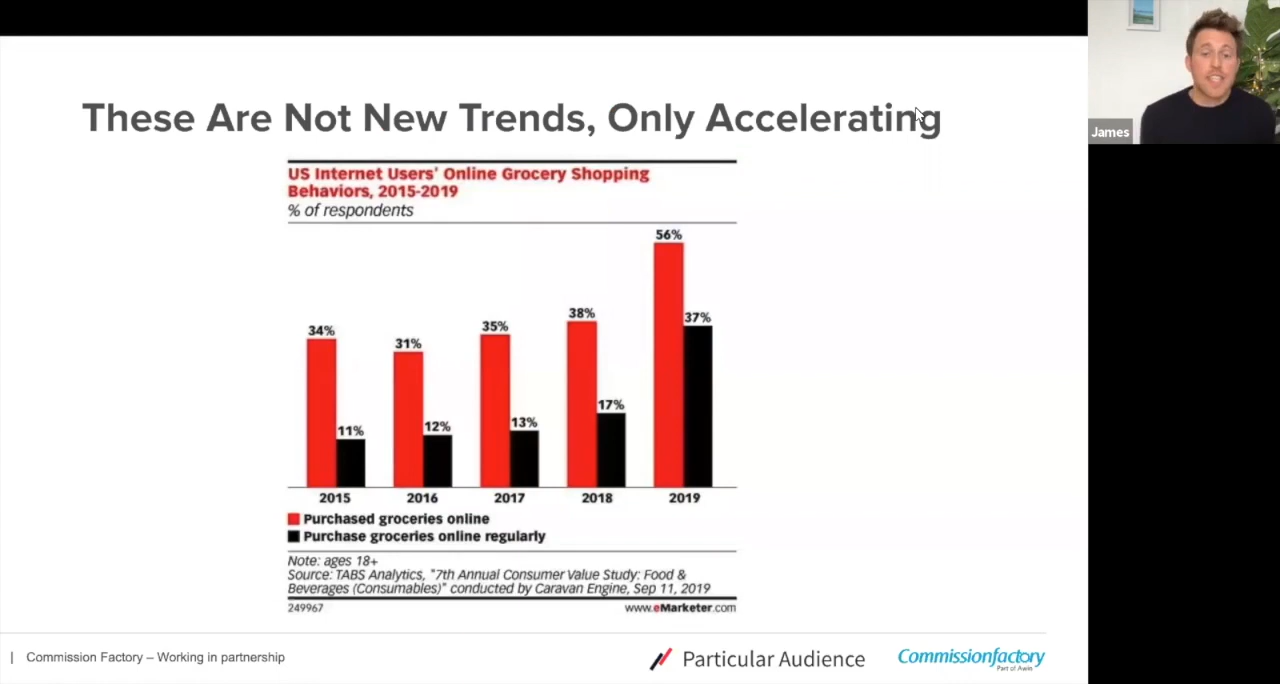 These Are Not New Trends, Only Accelerating
James
US Internet Users' Online Grocery Shopping
Behaviors, 2015-2019
% of respondents
34%
11%
31%
12%
35%
13%
38%
17%
56%
37%
2015
2016
2017
2018
2019
Purchased groceries online
Purchase groceries online regularly
Note: ages 18+
Source: TABS Analytics, "7th Annual Consumer Value Study: Food &
Beverages (Consumables)" conducted by Caravan Engine, Sep 11, 2019
249967
www.eMarketer.com
| Commission Factory – Working in partnership
Particular Audience
Commissionfactory
Part of Awin